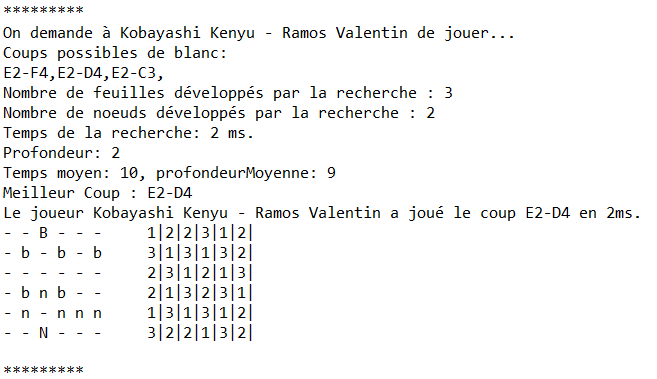 *********
On demande à Kobayashi Kenyu - Ramos Valentin de jouer...
Coups possibles de blanc:
E2-F4,E2-D4,E2-C3,
Nombre de feuilles développés par la recherche : 3
Nombre de noeuds développés par la recherche : 2
Temps de la recherche: 2 ms.
Profondeur: 2
Temps moyen: 10, profondeurMoyenne: 9
Meilleur Coup : E2-D4
Le joueur Kobayashi Kenyu - Ramos Valentin a joué le coup E2-D4 en 2ms.
- - B - - -     1|2|2|3|1|2|
- b - b - b     3|1|3|1|3|2|
- - - - - -     2|3|1|2|1|3|
- b n b - -     2|1|3|2|3|1|
- n - n n n     1|3|1|3|1|2|
- - N - - -     3|2|2|1|3|2|
*********